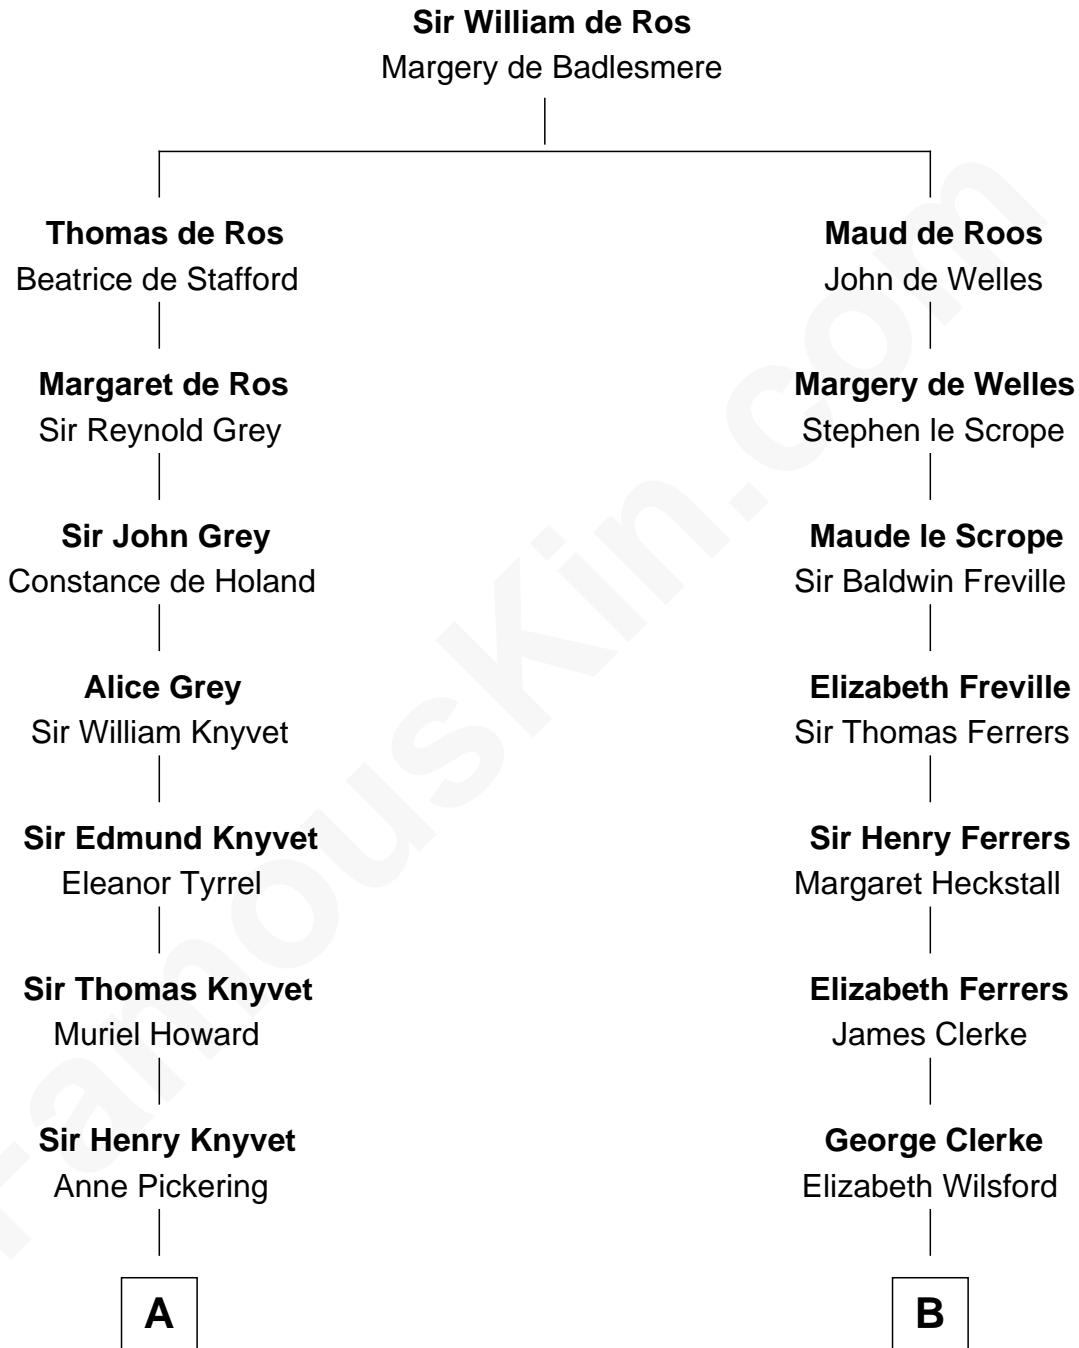 Sir William de Ros
Margery de Badlesmere
Thomas de Ros
Beatrice de Stafford
Margaret de Ros
Sir Reynold Grey
Sir John Grey
Constance de Holand
Alice Grey
Sir William Knyvet
Sir Edmund Knyvet
Eleanor Tyrrel
Sir Thomas Knyvet
Muriel Howard
Sir Henry Knyvet
Anne Pickering
A
Maud de Roos
John de Welles
Margery de Welles
Stephen le Scrope
Maude le Scrope
Sir Baldwin Freville
Elizabeth Freville
Sir Thomas Ferrers
Sir Henry Ferrers
Margaret Heckstall
Elizabeth Ferrers
James Clerke
George Clerke
Elizabeth Wilsford
B
FamousKin.com